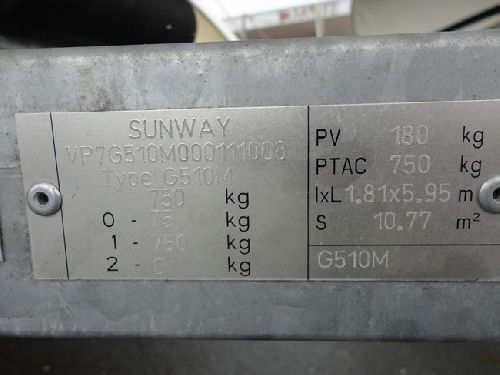 SUNWAY
VP7G510M000111008
Type G510M
750 kg
0 - 75 kg
1 - 750 kg
2 - 0 kg
PV 180 kg
PTAC 750 kg
lxL 1.81x5.95 m
S 10.77 m²
G510M